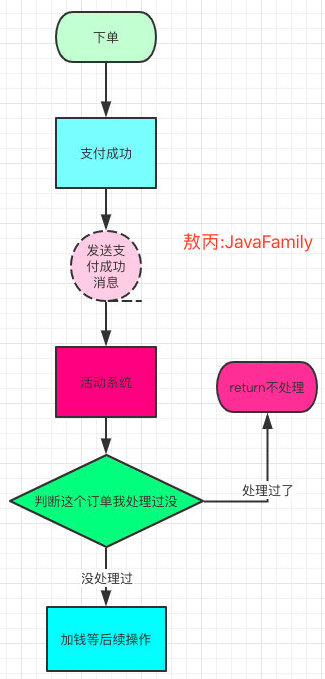 下单
支付成功
发送支
付成功
消息
敖丙:JavaFamily
活动系统
return不处理
判断这个订单我处理过没
处理过了
没处理过
加钱等后续操作